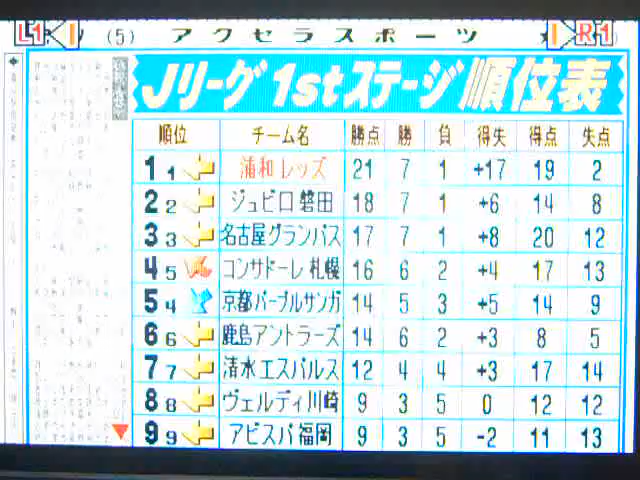 L1 (5) アクセラスポーツ R1
Jリーグ 1stステージ 順位表
順位 チーム名 勝点 勝 負 得失 得点 失点
1 1 浦和レッズ 21 7 1 +17 19 2
2 2 ジュビロ磐田 18 7 1 +6 14 8
3 3 名古屋グランパス 17 7 1 +8 20 12
4 5 コンサドーレ札幌 16 6 2 +4 17 13
5 4 京都パープルサンガ 14 5 3 +5 14 9
6 6 鹿島アントラーズ 14 6 2 +3 8 5
7 7 清水エスパルス 12 4 4 +3 17 14
8 8 ヴェルディ川崎 9 3 5 0 12 12
9 9 アビスパ福岡 9 3 5 -2 11 13